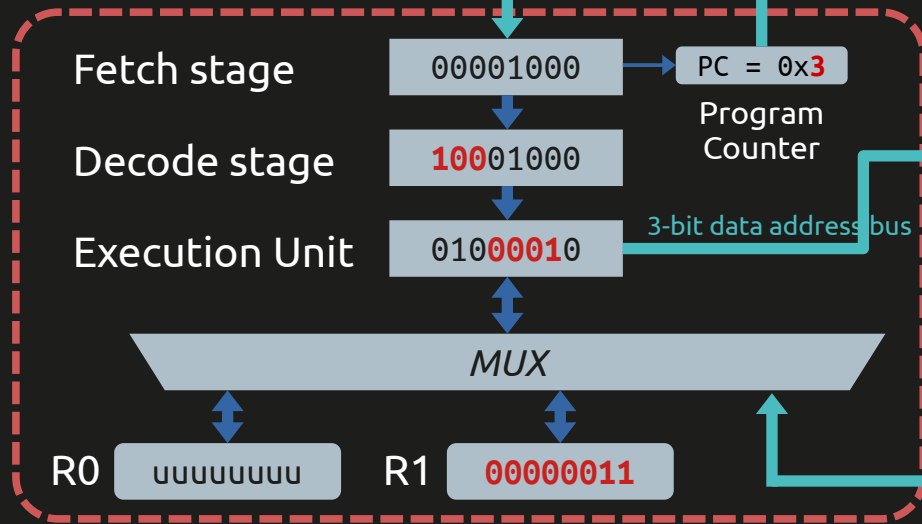 Fetch stage
00001000
PC = 0x3
Program
Counter
Decode stage
10001000
Execution Unit
01000010
3-bit data address bus
MUX
R0
uuuuuuuu
R1
00000011